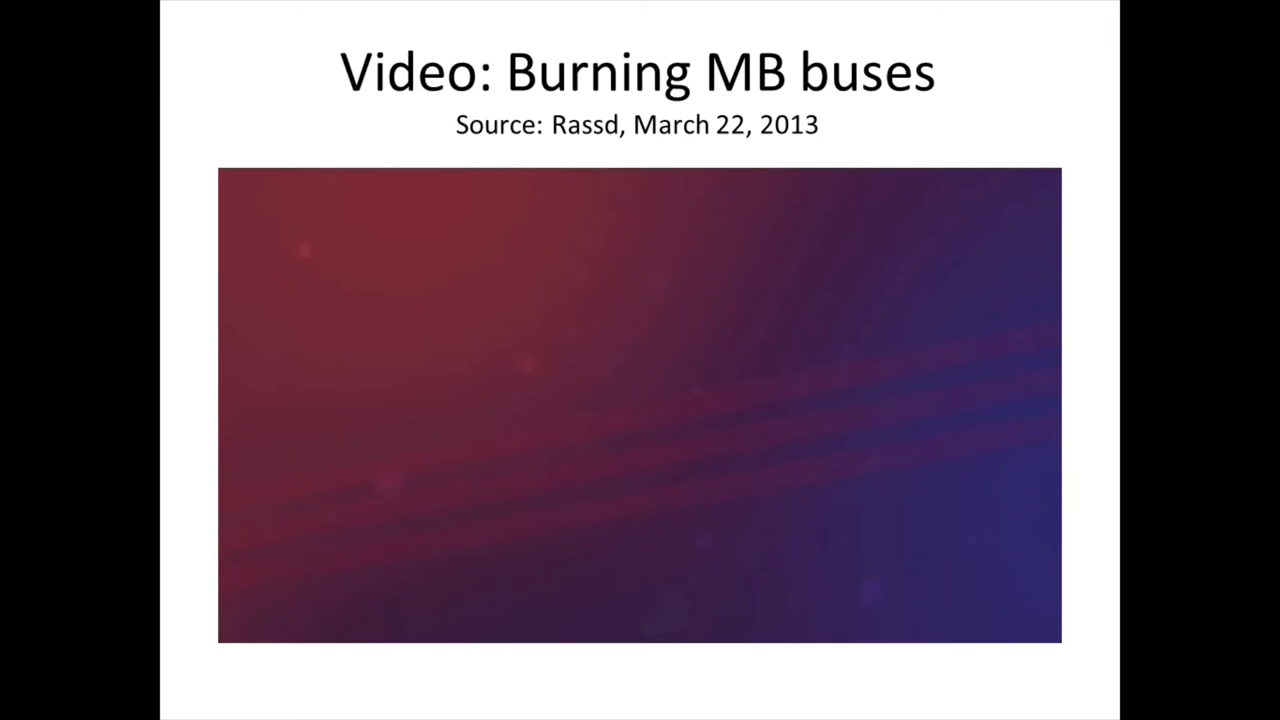 Video: Burning MB buses
Source: Rassd, March 22, 2013